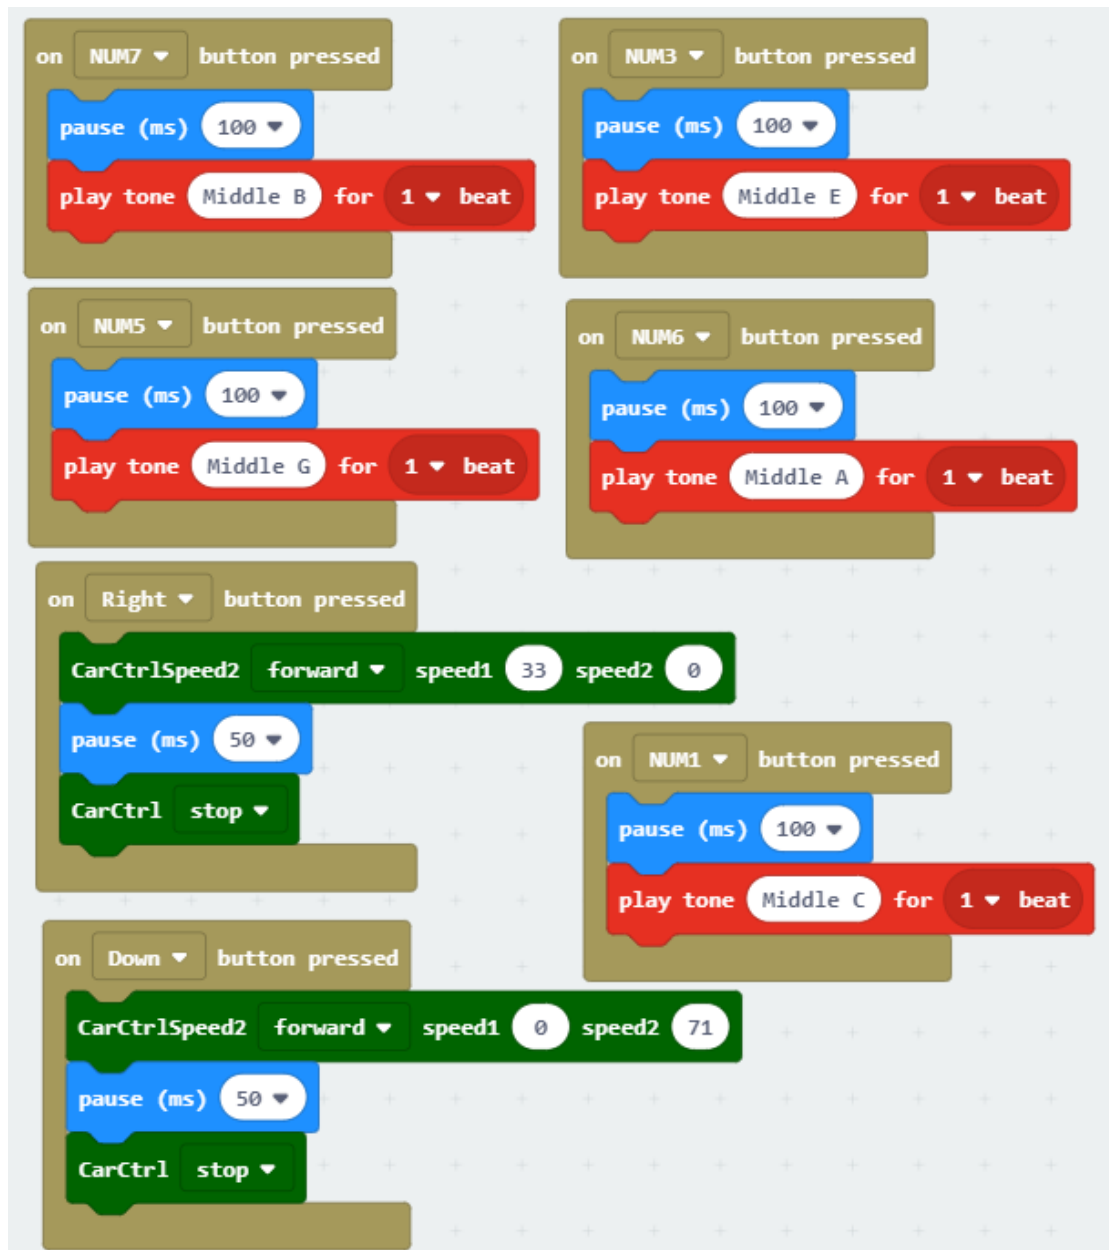 on NUM7 button pressed
pause (ms) 100
play tone Middle B for 1 beat
on NUM3 button pressed
pause (ms) 100
play tone Middle E for 1 beat
on NUM5 button pressed
pause (ms) 100
play tone Middle G for 1 beat
on NUM6 button pressed
pause (ms) 100
play tone Middle A for 1 beat
on Right button pressed
CarCtrlSpeed2 forward speed1 33 speed2 0
pause (ms) 50
CarCtrl stop
on NUM1 button pressed
pause (ms) 100
play tone Middle C for 1 beat
on Down button pressed
CarCtrlSpeed2 forward speed1 0 speed2 71
pause (ms) 50
CarCtrl stop